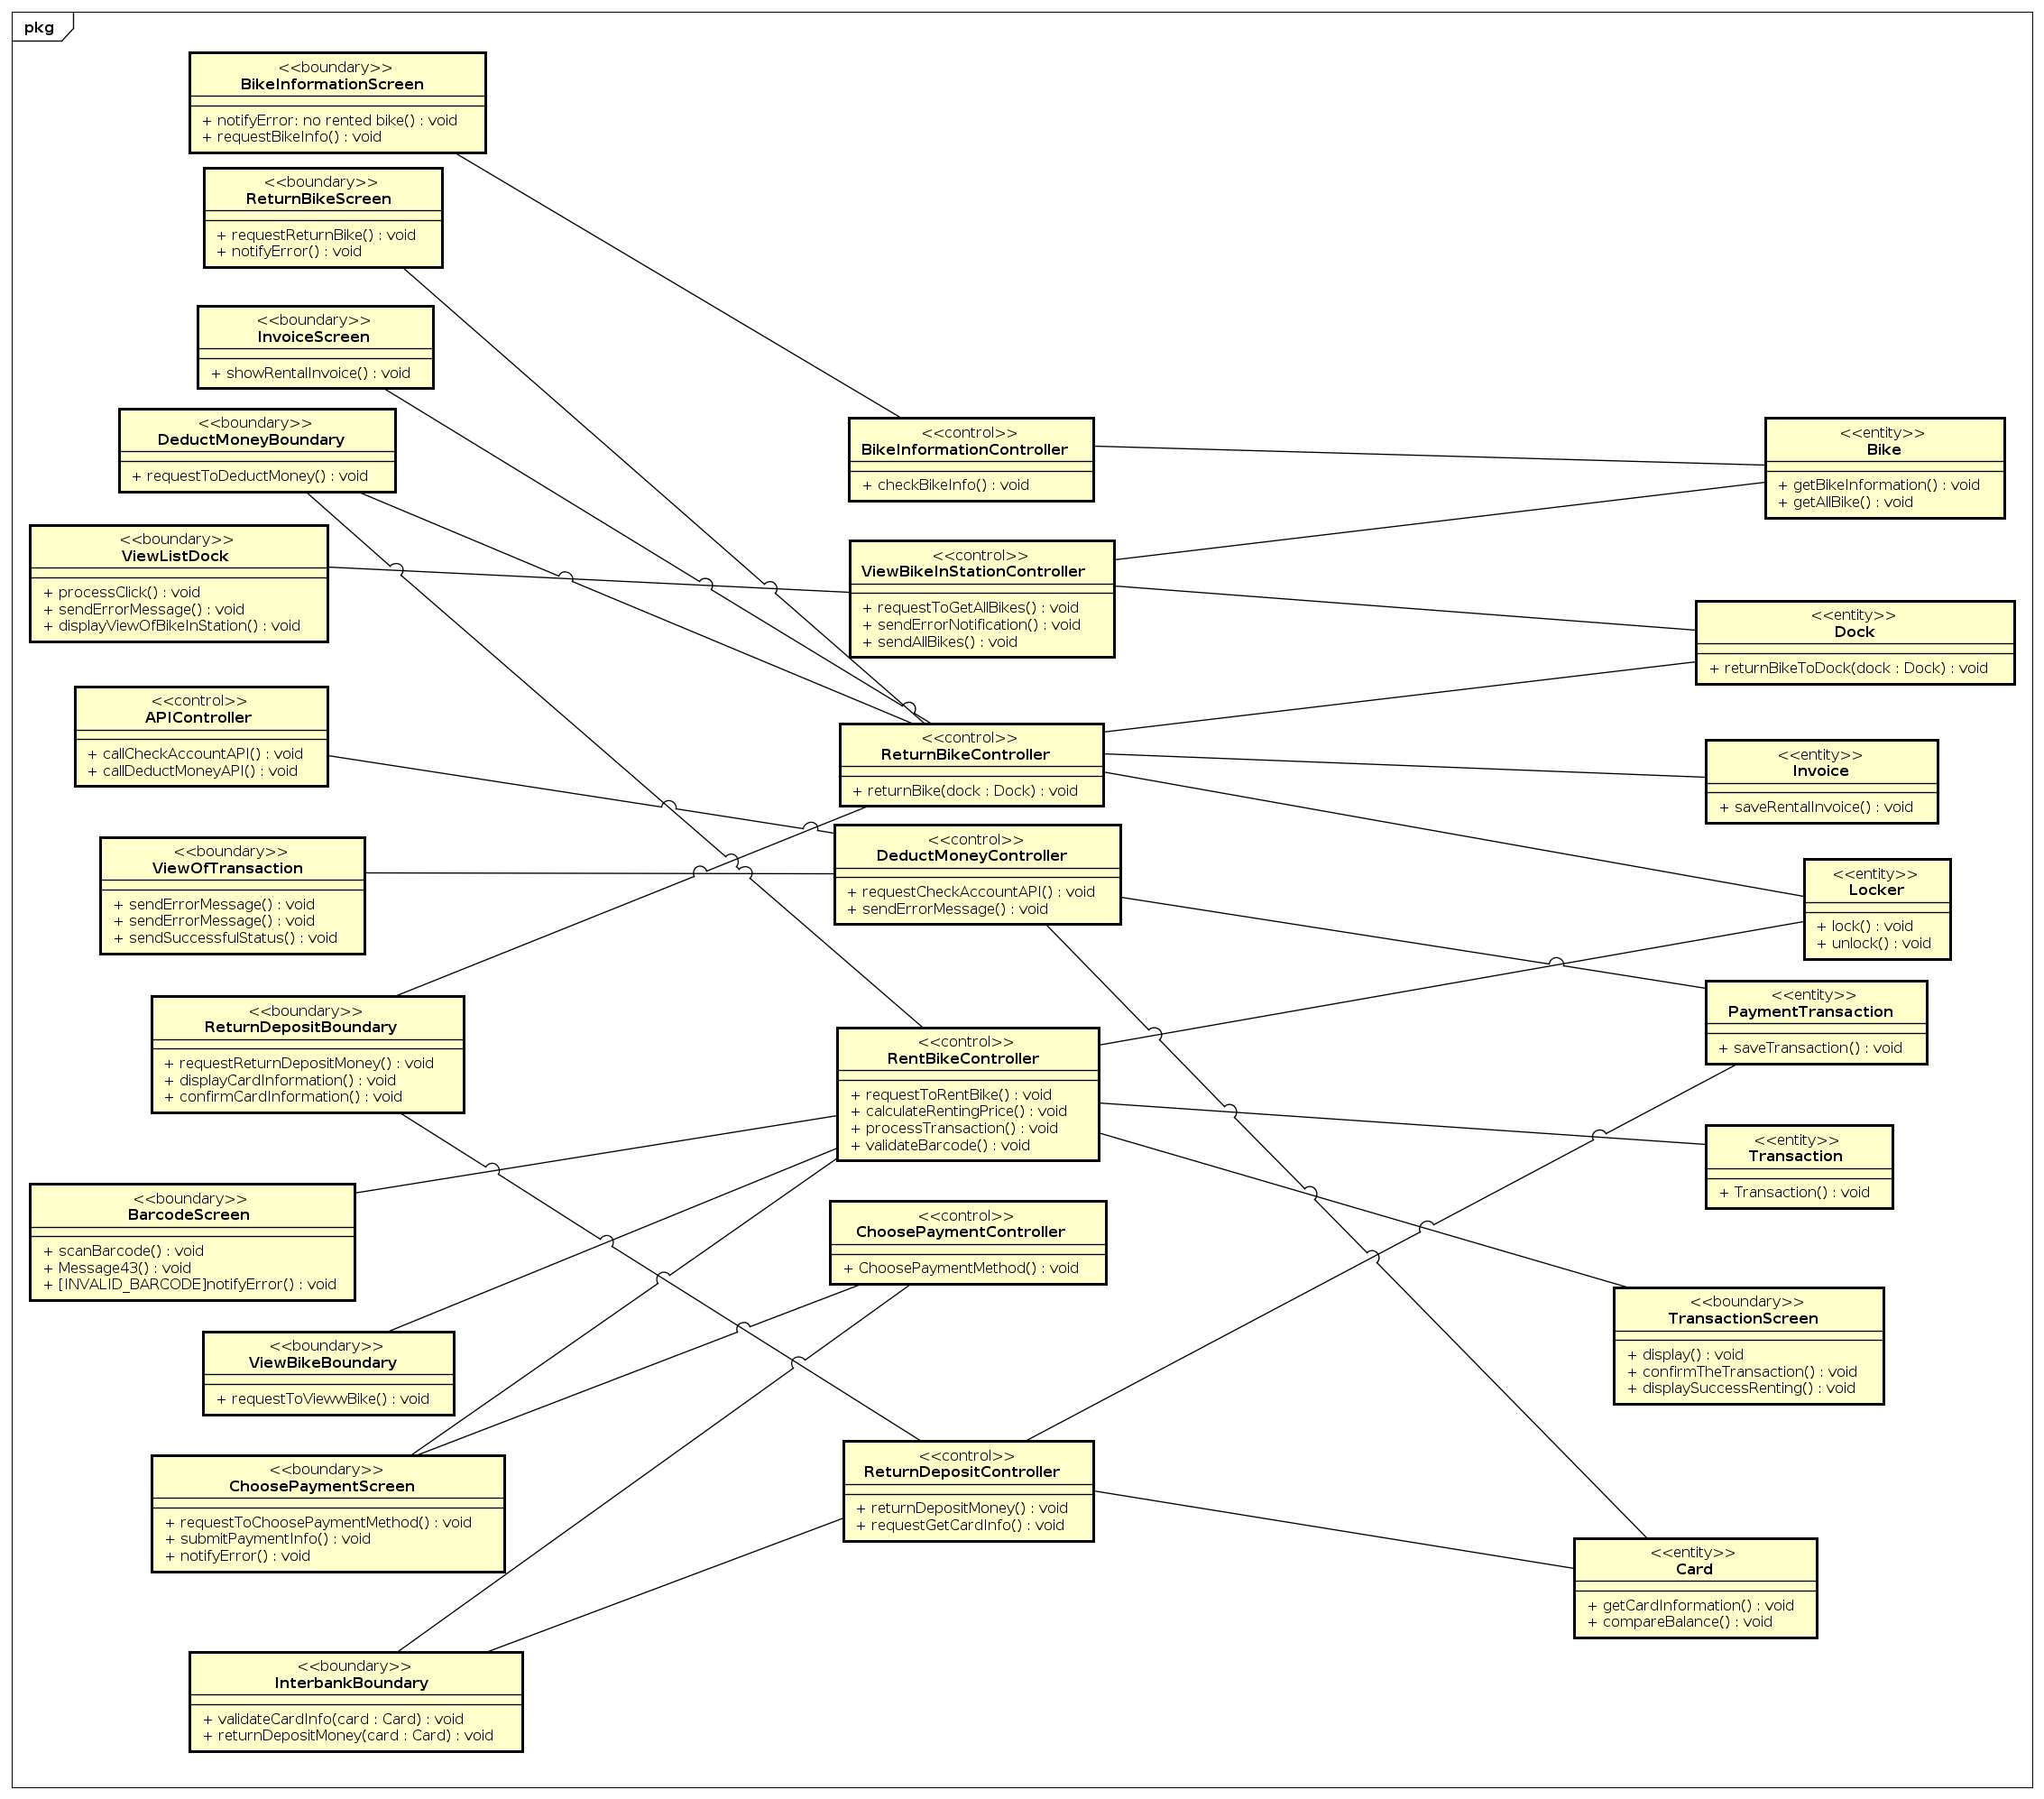 pkg
<<boundary>>
BikeInformationScreen
+ notifyError: no rented bike() : void
+ requestBikeInfo() : void
<<boundary>>
ReturnBikeScreen
+ requestReturnBike() : void
+ notifyError() : void
<<boundary>>
InvoiceScreen
+ showRentalInvoice() : void
<<boundary>>
DeductMoneyBoundary
+ requestToDeductMoney() : void
<<boundary>>
ViewListDock
+ processClick() : void
+ sendErrorMessage() : void
+ displayViewOfBikeInStation() : void
<<control>>
APIController
+ callCheckAccountAPI() : void
+ callDeductMoneyAPI() : void
<<boundary>>
ViewOfTransaction
+ sendErrorMessage() : void
+ sendErrorMessage() : void
+ sendSuccessfulStatus() : void
<<boundary>>
ReturnDepositBoundary
+ requestReturnDepositMoney() : void
+ displayCardInformation() : void
+ confirmCardInformation() : void
<<boundary>>
BarcodeScreen
+ scanBarcode() : void
+ Message43() : void
+ [INVALID_BARCODE]notifyError() : void
<<boundary>>
ViewBikeBoundary
+ requestToViewwBike() : void
<<boundary>>
ChoosePaymentScreen
+ requestToChoosePaymentMethod() : void
+ submitPaymentInfo() : void
+ notifyError() : void
<<boundary>>
InterbankBoundary
+ validateCardInfo(card : Card) : void
+ returnDepositMoney(card : Card) : void
<<control>>
BikeInformationController
+ checkBikeInfo() : void
<<control>>
ViewBikeInStationController
+ requestToGetAllBikes() : void
+ sendErrorNotification() : void
+ sendAllBikes() : void
<<control>>
ReturnBikeController
+ returnBike(dock : Dock) : void
<<control>>
DeductMoneyController
+ requestCheckAccountAPI() : void
+ sendErrorMessage() : void
<<control>>
RentBikeController
+ requestToRentBike() : void
+ calculateRentingPrice() : void
+ processTransaction() : void
+ validateBarcode() : void
<<control>>
ChoosePaymentController
+ ChoosePaymentMethod() : void
<<control>>
ReturnDepositController
+ returnDepositMoney() : void
+ requestGetCardInfo() : void
<<entity>>
Bike
+ getBikeInformation() : void
+ getAllBike() : void
<<entity>>
Dock
+ returnBikeToDock(dock : Dock) : void
<<entity>>
Invoice
+ saveRentalInvoice() : void
<<entity>>
Locker
+ lock() : void
+ unlock() : void
<<entity>>
PaymentTransaction
+ saveTransaction() : void
<<entity>>
Transaction
+ Transaction() : void
<<boundary>>
TransactionScreen
+ display() : void
+ confirmTheTransaction() : void
+ displaySuccessRenting() : void
<<entity>>
Card
+ getCardInformation() : void
+ compareBalance() : void